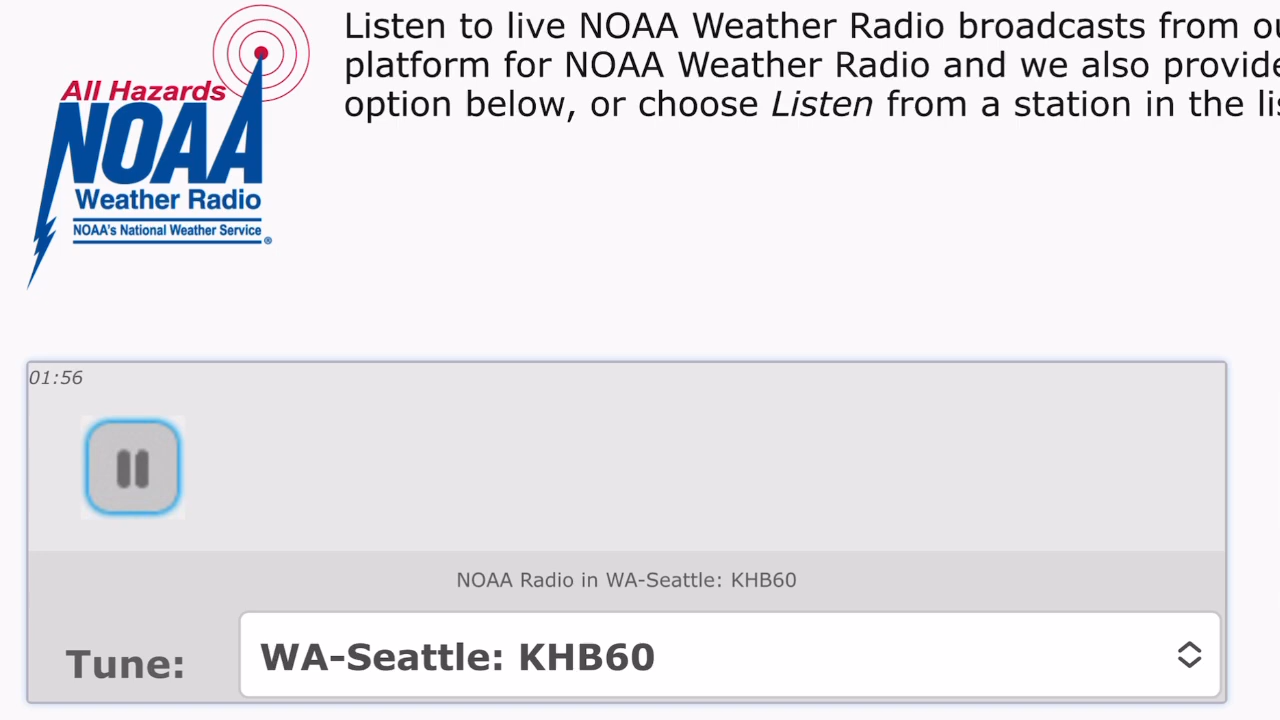 Listen to live NOAA Weather Radio broadcasts from ou
platform for NOAA Weather Radio and we also provide
option below, or choose Listen from a station in the lis
All Hazards
NOAA
Weather Radio
NOAA's National Weather Service®
01:56
NOAA Radio in WA-Seattle: KHB60
Tune:
WA-Seattle: KHB60